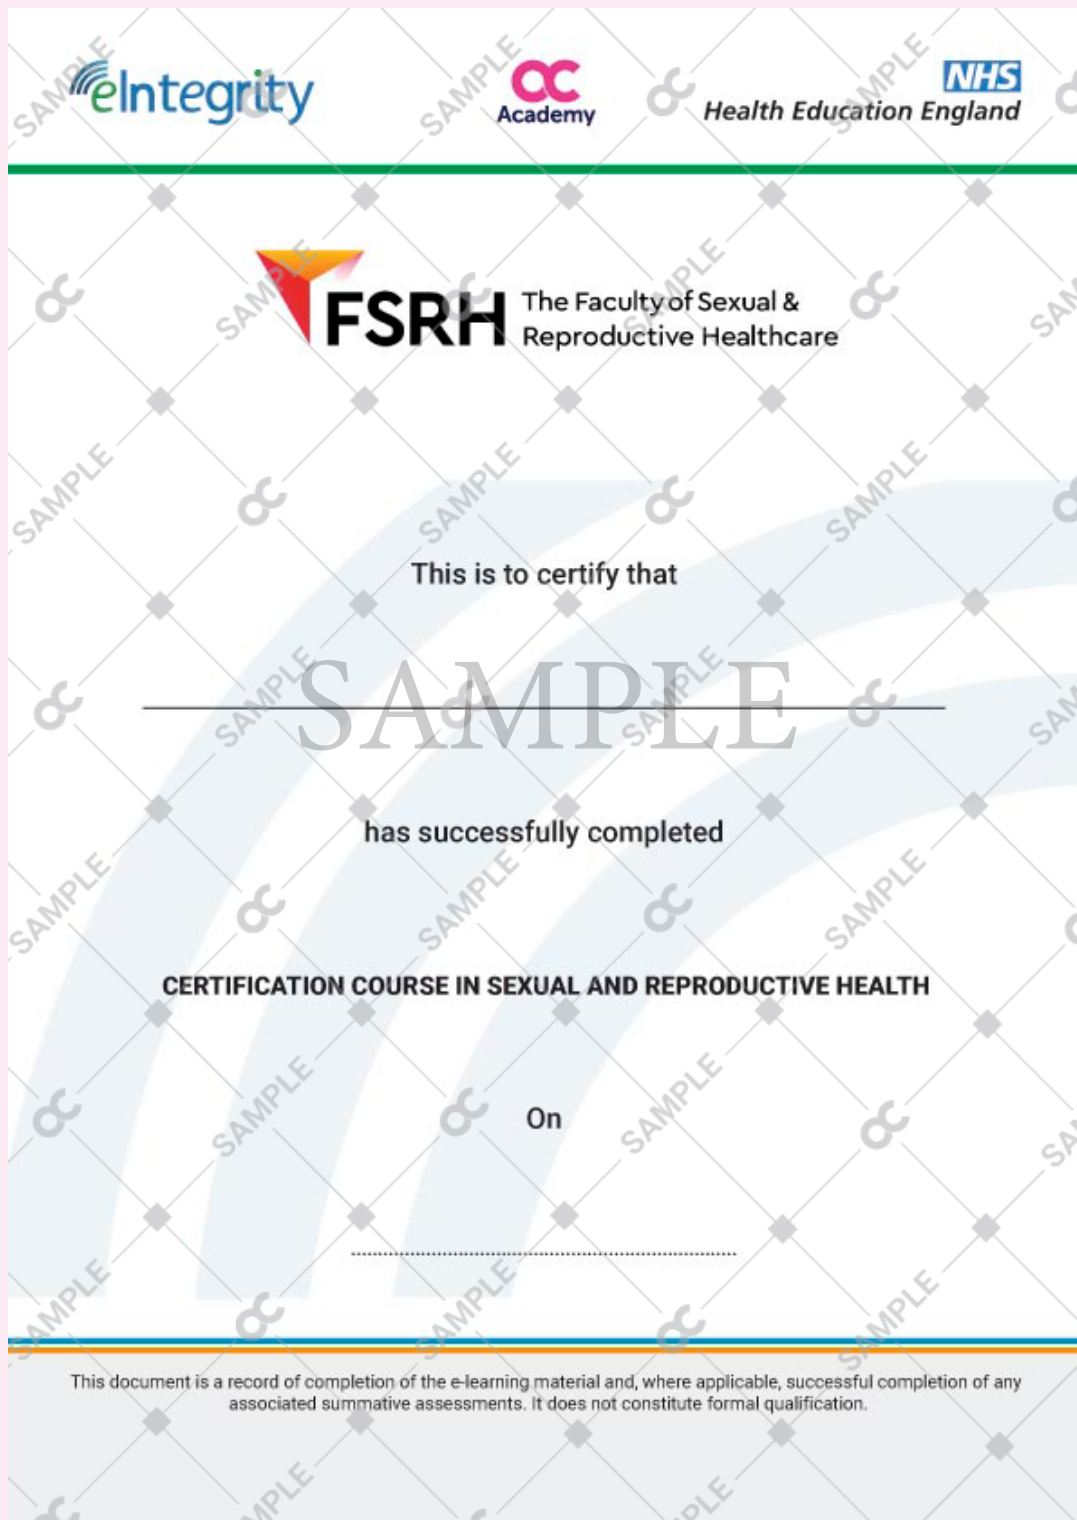 eIntegrity
OC
Academy
NHS
Health Education England
FSRH
The Faculty of Sexual &
Reproductive Healthcare
This is to certify that
SAMPLE
has successfully completed
CERTIFICATION COURSE IN SEXUAL AND REPRODUCTIVE HEALTH
On
This document is a record of completion of the e-learning material and, where applicable, successful completion of any
associated summative assessments. It does not constitute formal qualification.